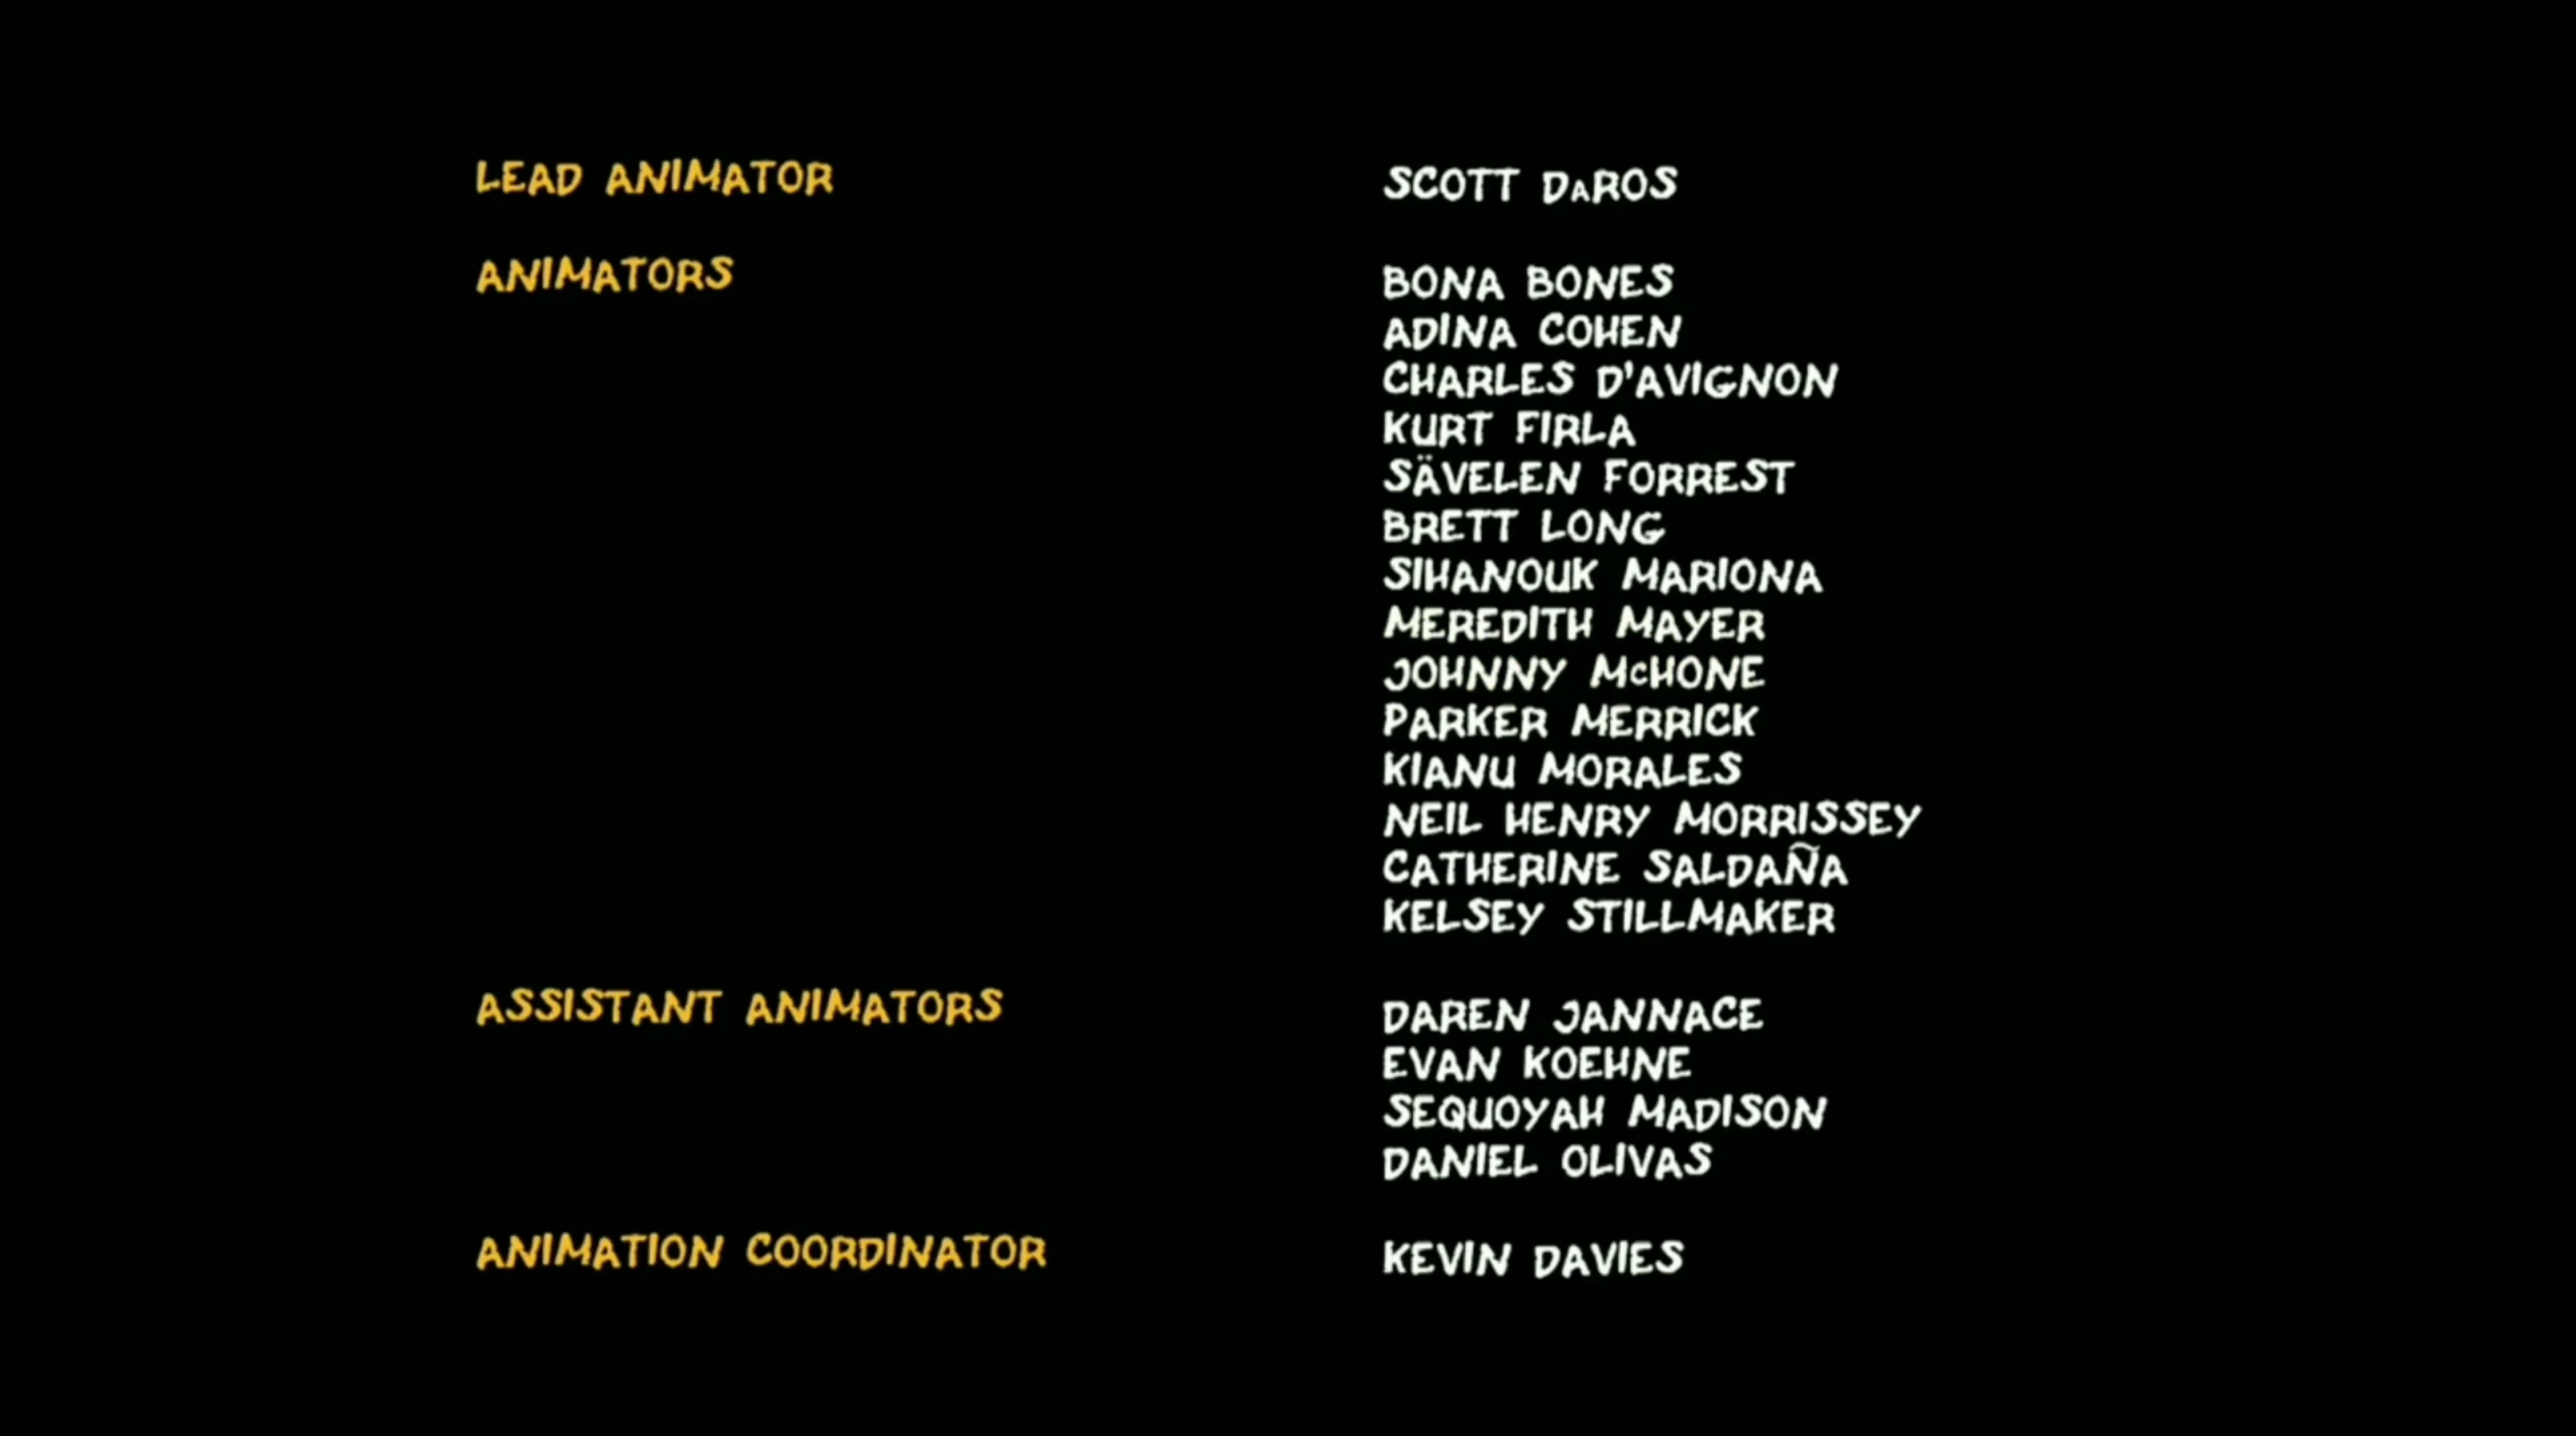 LEAD ANIMATOR SCOTT DaROS
ANIMATORS BONA BONES
ADINA COHEN
CHARLES D'AVIGNON
KURT FIRLA
SÄVELEN FORREST
BRETT LONG
SIHANOUK MARIONA
MEREDITH MAYER
JOHNNY McHONE
PARKER MERRICK
KIANU MORALES
NEIL HENRY MORRISSEY
CATHERINE SALDAÑA
KELSEY STILLMAKER
ASSISTANT ANIMATORS DAREN JANNACE
EVAN KOEHNE
SEQUOYAH MADISON
DANIEL OLIVAS
ANIMATION COORDINATOR KEVIN DAVIES